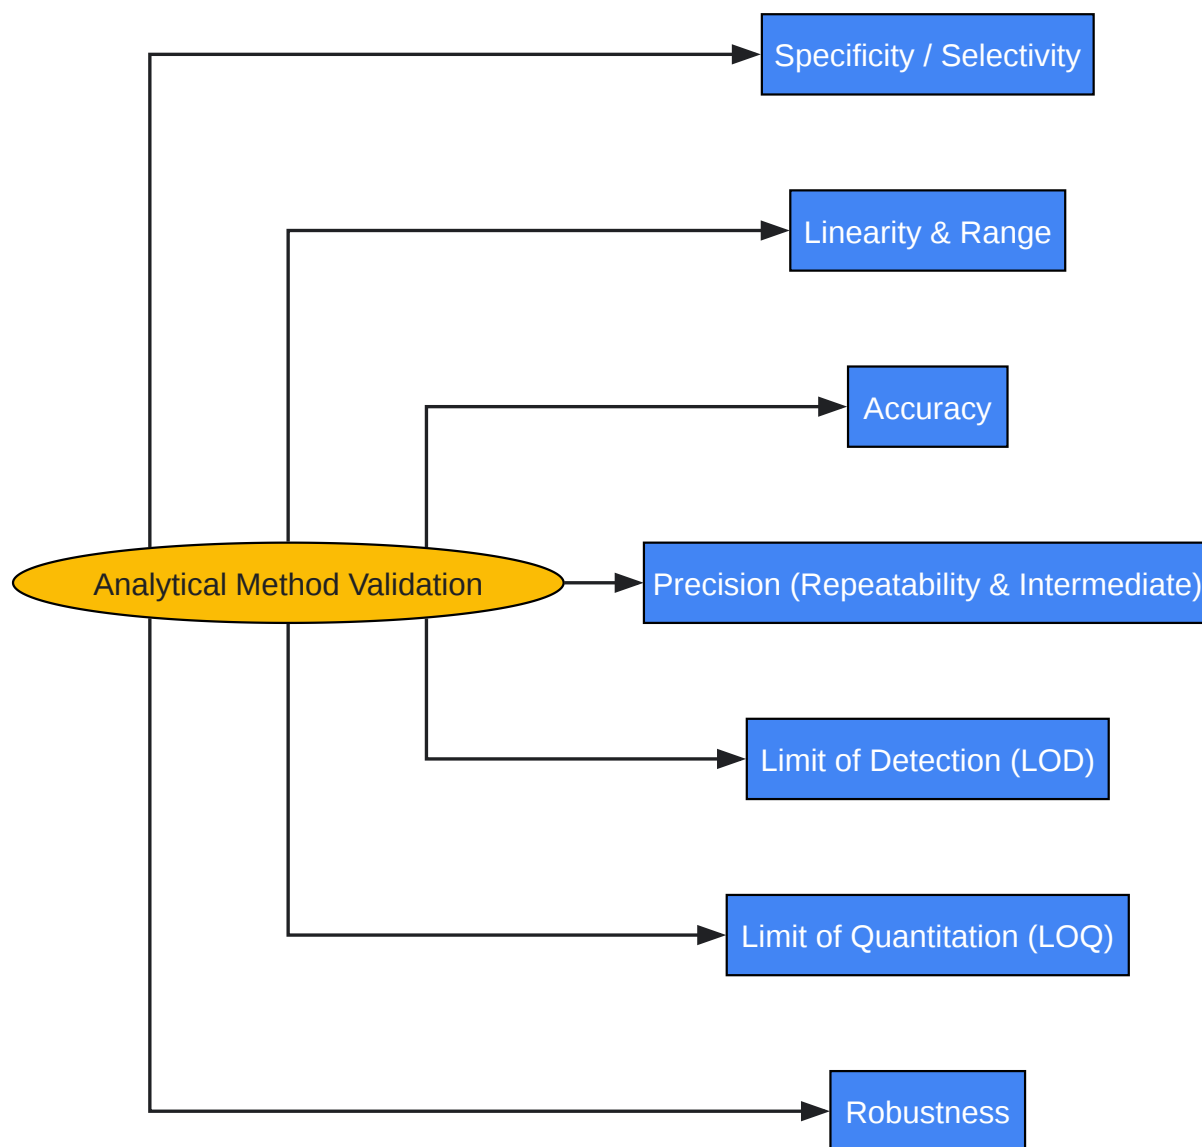 Specificity / Selectivity
Linearity & Range
Accuracy
Analytical Method Validation
Precision (Repeatability & Intermediate)
Limit of Detection (LOD)
Limit of Quantitation (LOQ)
Robustness